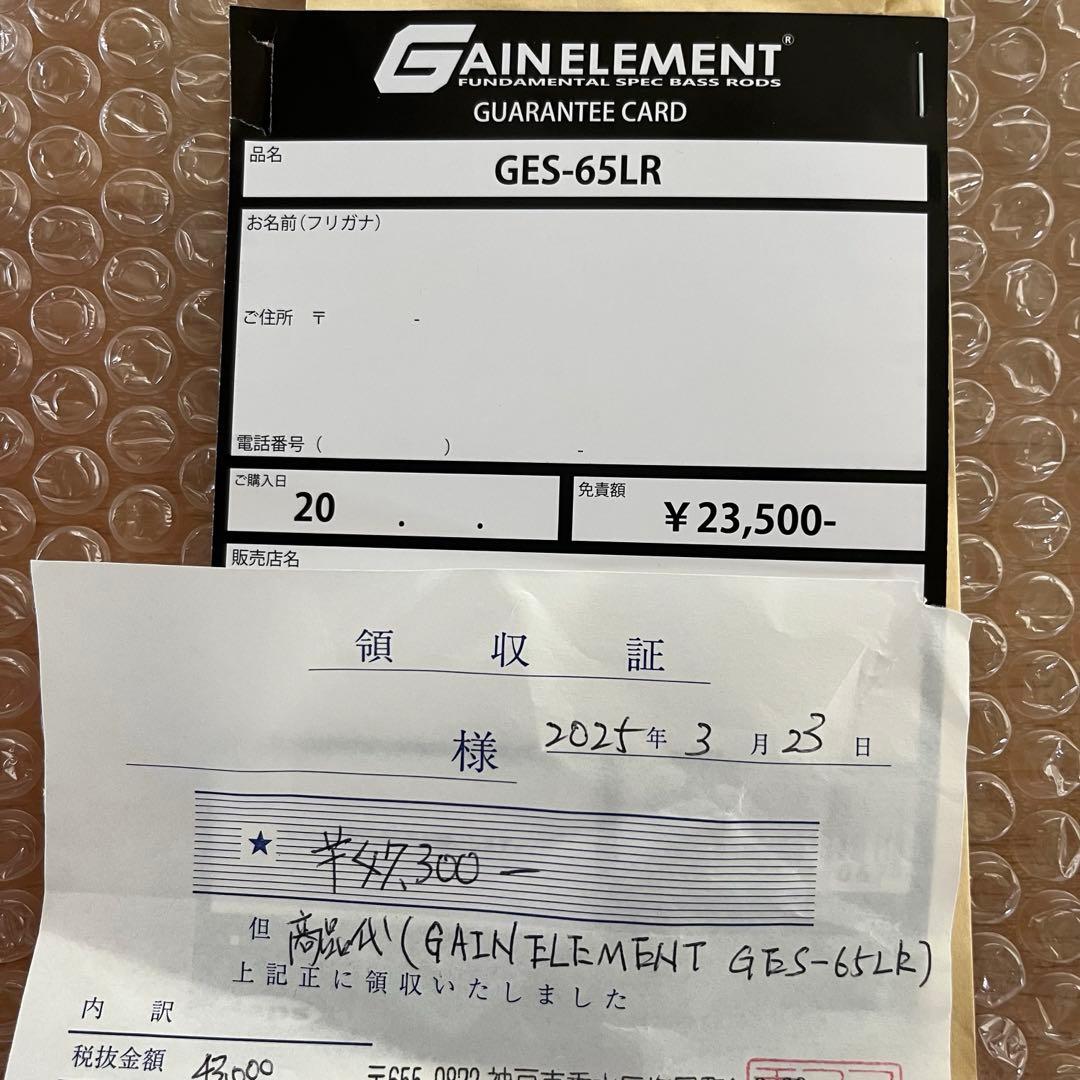 GAIN ELEMENT®
FUNDAMENTAL SPEC BASS RODS
GUARANTEE CARD
品名
GES-65LR
お名前(フリガナ)
ご住所 〒 -
電話番号 ( ) -
ご購入日
20 . .
免責額
¥23,500-
販売店名
領収証
様
2025年3月23日
★ ¥47,300-
但 商品代(GAIN ELEMENT GES-65LR)
上記正に領収いたしました
内訳
税抜金額 43,000